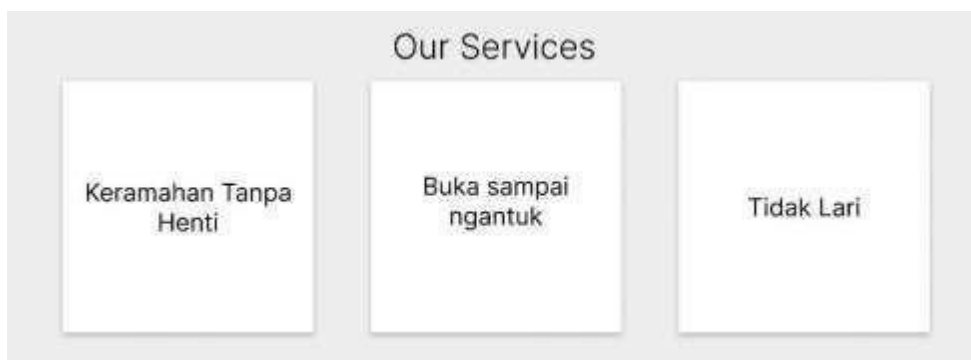 Our Services
Keramahan Tanpa
Henti
Buka sampai
ngantuk
Tidak Lari